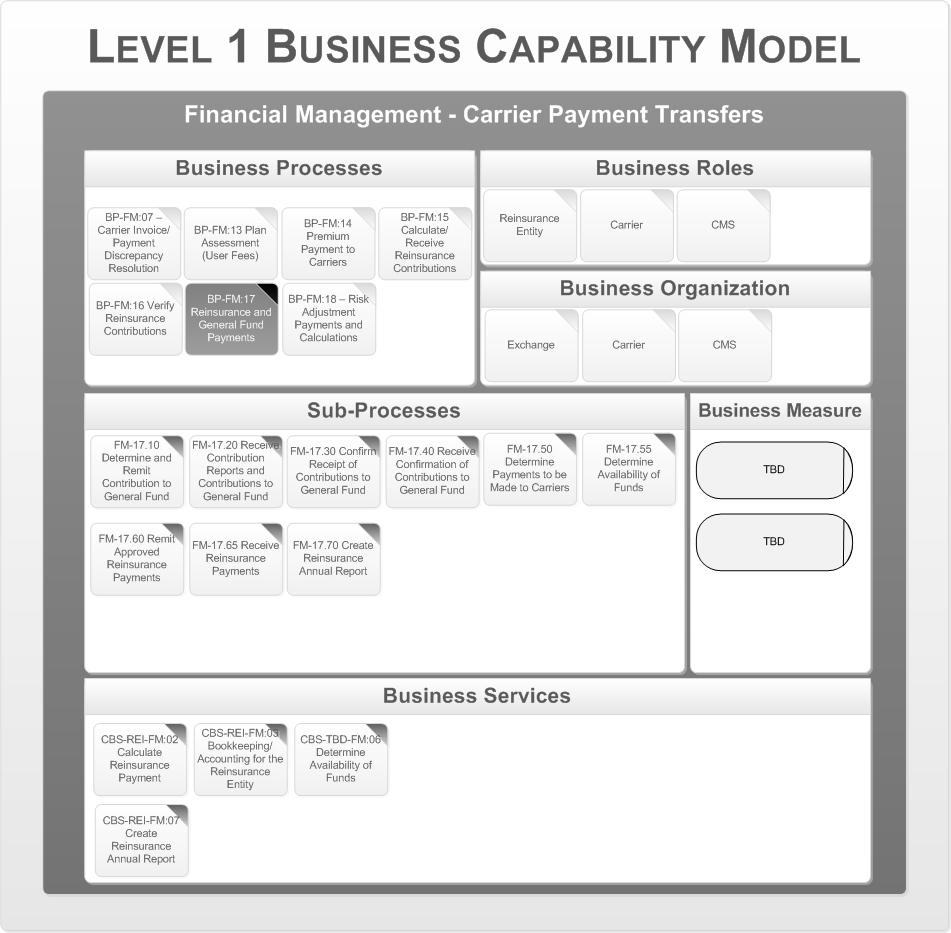 LEVEL 1 BUSINESS CAPABILITY MODEL
Financial Management - Carrier Payment Transfers
Business Processes
BP-FM:07 –
Carrier Invoice/
Payment
Discrepancy
Resolution
BP-FM:13 Plan
Assessment
(User Fees)
BP-FM:14
Premium
Payment to
Carriers
BP-FM:15
Calculate/
Receive
Reinsurance
Contributions
BP-FM:16 Verify
Reinsurance
Contributions
BP-FM:17
Reinsurance and
General Fund
Payments
BP-FM:18 – Risk
Adjustment
Payments and
Calculations
Business Roles
Reinsurance
Entity
Carrier
CMS
Business Organization
Exchange
Carrier
CMS
Sub-Processes
FM-17.10
Determine and
Remit
Contribution to
General Fund
FM-17.20 Receive
Contribution
Reports and
Contributions to
General Fund
FM-17.30 Confirm
Receipt of
Contributions to
General Fund
FM-17.40 Receive
Confirmation of
Contributions to
General Fund
FM-17.50
Determine
Payments to be
Made to Carriers
FM-17.55
Determine
Availability of
Funds
FM-17.60 Remit
Approved
Reinsurance
Payments
FM-17.65 Receive
Reinsurance
Payments
FM-17.70 Create
Reinsurance
Annual Report
Business Measure
TBD
TBD
Business Services
CBS-REI-FM:02
Calculate
Reinsurance
Payment
CBS-REI-FM:03
Bookkeeping/
Accounting for the
Reinsurance
Entity
CBS-TBD-FM:06
Determine
Availability of
Funds
CBS-REI-FM:07
Create
Reinsurance
Annual Report